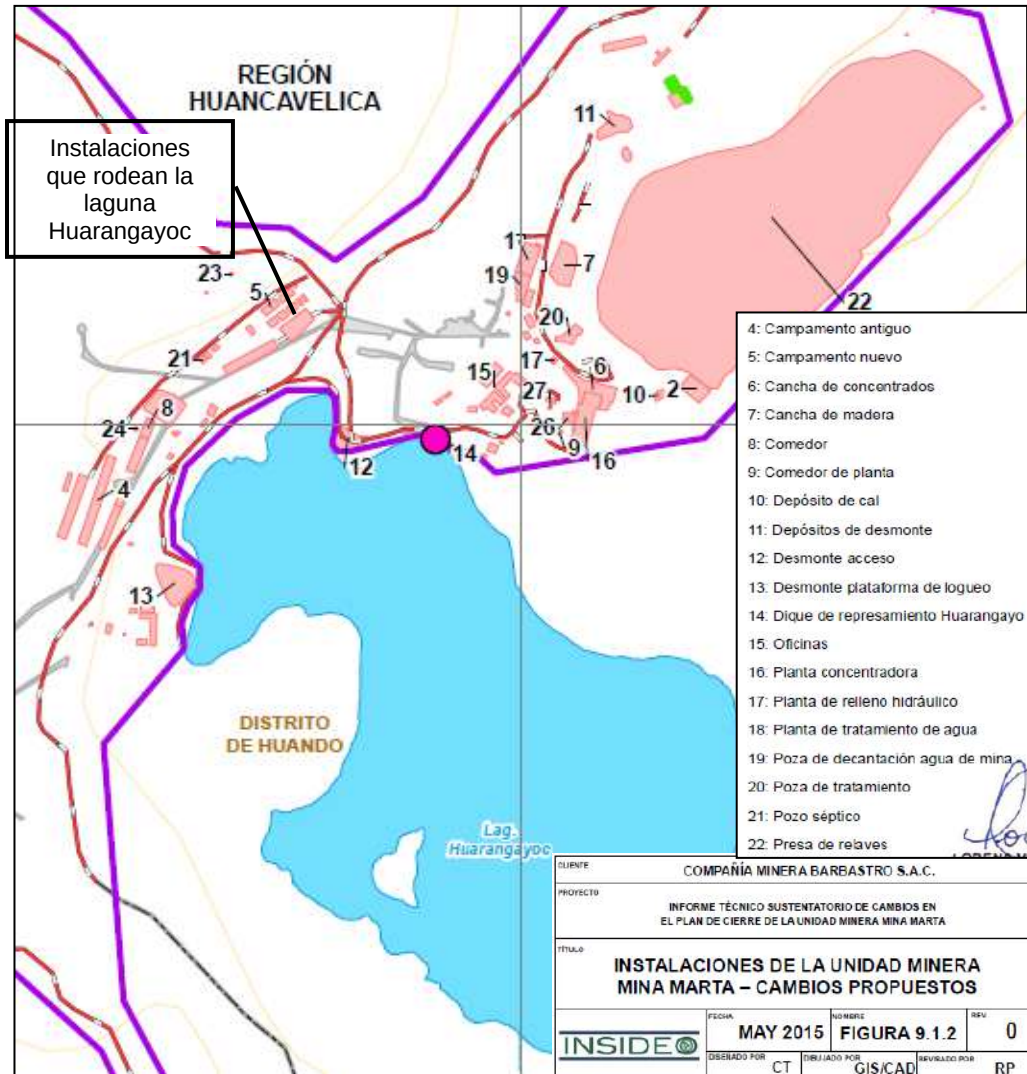 REGIÓN
HUANCAVELICA
Instalaciones
que rodean la
laguna
Huarangayoc
11
1
7
23
19
5
22
20
21
17
6
15
27
10
2
8
24
26
9
14
12
16
4
13
4: Campamento antiguo
5: Campamento nuevo
6: Cancha de concentrados
7: Cancha de madera
8: Comedor
9: Comedor de planta
10: Depósito de cal
11: Depósitos de desmonte
12: Desmonte acceso
13: Desmonte plataforma de logueo
14: Dique de represamiento Huarangayo
15: Oficinas
16: Planta concentradora
17: Planta de relleno hidráulico
18: Planta de tratamiento de agua
19: Poza de decantación agua de mina
20: Poza de tratamiento
21: Pozo séptico
22: Presa de relaves
DISTRITO
DE HUANDO
Lag.
Huarangayoc
CLIENTE
COMPAÑÍA MINERA BARBASTRO S.A.C.
PROYECTO
INFORME TÉCNICO SUSTENTATORIO DE CAMBIOS EN
EL PLAN DE CIERRE DE LA UNIDAD MINERA MINA MARTA
TÍTULO
INSTALACIONES DE LA UNIDAD MINERA
MINA MARTA – CAMBIOS PROPUESTOS
INSIDEO
FECHA
MAY 2015
NOMBRE
FIGURA 9.1.2
REV
0
DISEÑADO POR
CT
DIBUJADO POR
GIS/CAD
REVISADO POR
RP